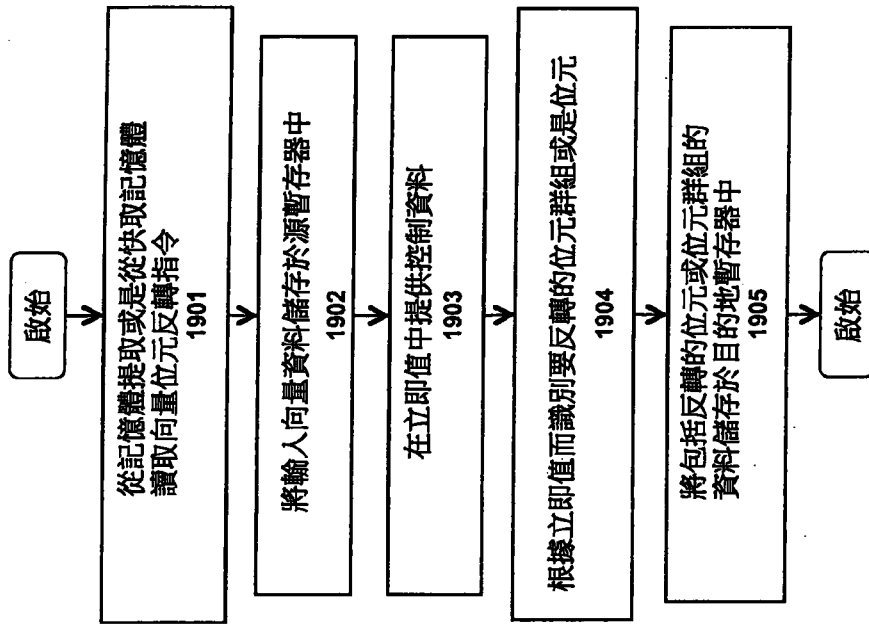 啟始
從記憶體提取或是從快取記憶體
讀取向量位元反轉指令
1901
將輸入向量資料儲存於源暫存器中
1902
在立即值中提供控制資料
1903
根據立即值而識別要反轉的位元群組或是位元
1904
將包括反轉的位元或位元群組的
資料儲存於目的地暫存器中
1905
啟始